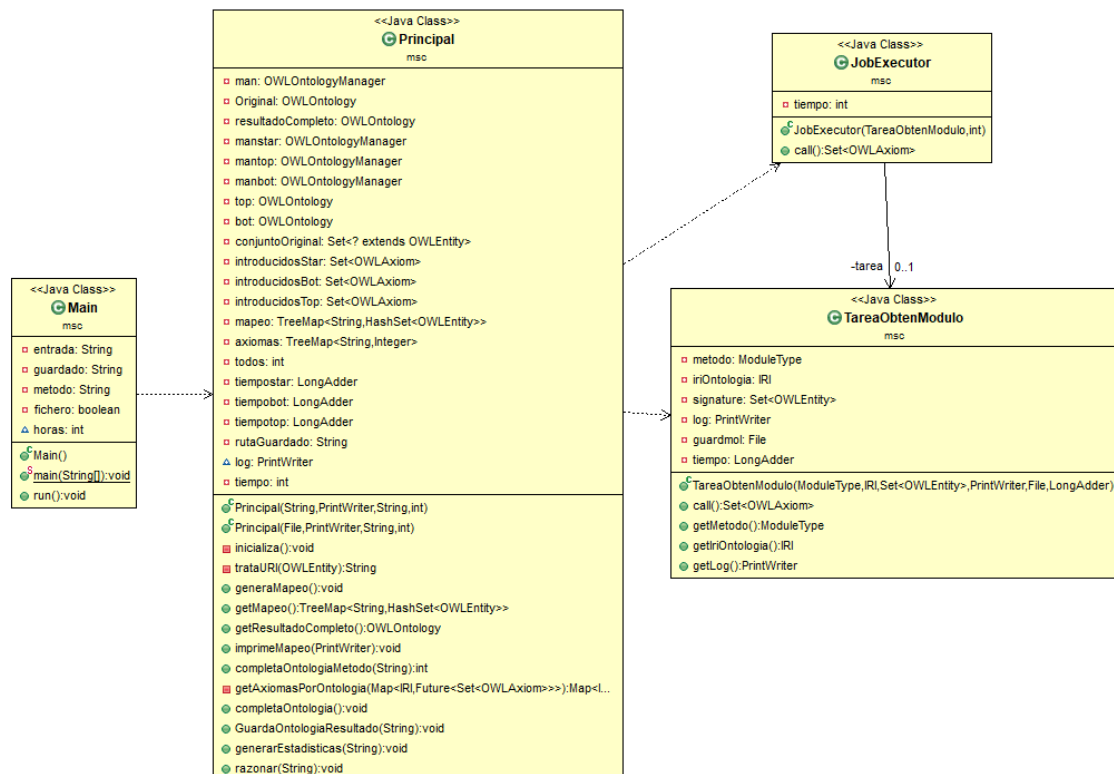 <<Java Class>>
Main
msc
entrada: String
guardado: String
metodo: String
fichero: boolean
horas: int
Main()
main(String[]):void
run():void
<<Java Class>>
Principal
msc
man: OWLOntologyManager
Original: OWLOntology
resultadoCompleto: OWLOntology
manstar: OWLOntologyManager
mantop: OWLOntologyManager
manbot: OWLOntologyManager
top: OWLOntology
bot: OWLOntology
conjuntoOriginal: Set<? extends OWLEntity>
introducidosStar: Set<OWLAxiom>
introducidosBot: Set<OWLAxiom>
introducidosTop: Set<OWLAxiom>
mapeo: TreeMap<String,HashSet<OWLEntity>>
axiomas: TreeMap<String,Integer>
todos: int
tiempostar: LongAdder
tiempobot: LongAdder
tiempotop: LongAdder
rutaGuardado: String
log: PrintWriter
tiempo: int
Principal(String,PrintWriter,String,int)
Principal(File,PrintWriter,String,int)
inicializa():void
trataURI(OWLEntity):String
generaMapeo():void
getMapeo():TreeMap<String,HashSet<OWLEntity>>
getResultadoCompleto():OWLOntology
imprimeMapeo(PrintWriter):void
completaOntologiaMetodo(String):int
getAxiomasPorOntologia(Map<IRI,Future<Set<OWLAxiom>>>):Map<I...
completaOntologia():void
GuardaOntologiaResultado(String):void
generarEstadisticas(String):void
razonar(String):void
<<Java Class>>
JobExecutor
msc
tiempo: int
JobExecutor(TareaObtenModulo,int)
call():Set<OWLAxiom>
-tarea 0..1
<<Java Class>>
TareaObtenModulo
msc
metodo: ModuleType
iriOntologia: IRI
signature: Set<OWLEntity>
log: PrintWriter
guardmol: File
tiempo: LongAdder
TareaObtenModulo(ModuleType,IRI,Set<OWLEntity>,PrintWriter,File,LongAdder)
call():Set<OWLAxiom>
getMetodo():ModuleType
getIriOntologia():IRI
getLog():PrintWriter